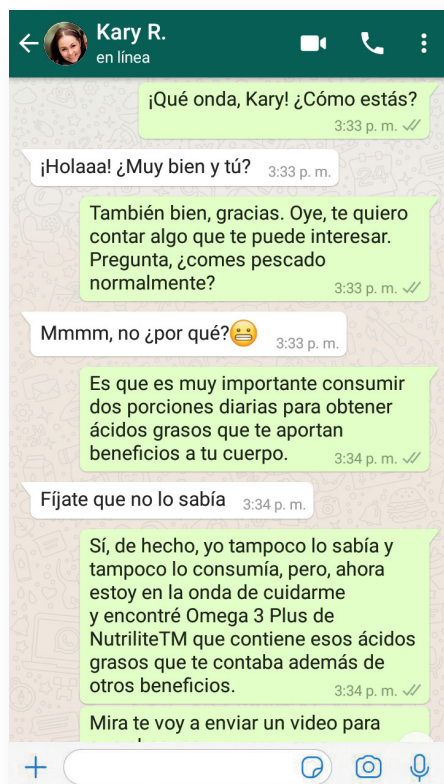 Kary R.
en línea
¡Qué onda, Kary! ¿Cómo estás?
3:33 p. m.
¡Holaaa! ¿Muy bien y tú?
3:33 p. m.
También bien, gracias. Oye, te quiero
contar algo que te puede interesar.
Pregunta, ¿comes pescado
normalmente?
3:33 p. m.
Mmmm, no ¿por qué?😬
3:33 p. m.
Es que es muy importante consumir
dos porciones diarias para obtener
ácidos grasos que te aportan
beneficios a tu cuerpo.
3:34 p. m.
Fíjate que no lo sabía
3:34 p. m.
Sí, de hecho, yo tampoco lo sabía y
tampoco lo consumía, pero, ahora
estoy en la onda de cuidarme
y encontré Omega 3 Plus de
NutriliteTM que contiene esos ácidos
grasos que te contaba además de
otros beneficios.
3:34 p. m.
Mira te voy a enviar un video para